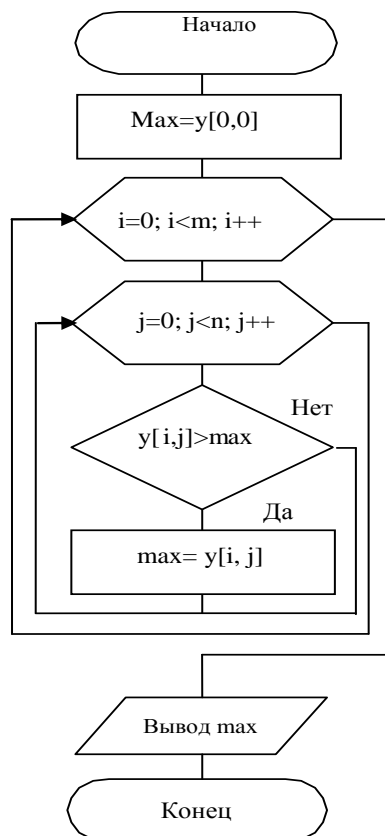 Начало
Max=y[0,0]
i=0; i<m; i++
j=0; j<n; j++
Нет
y[ i,j]>max
Да
max= y[i, j]
Вывод max
Конец